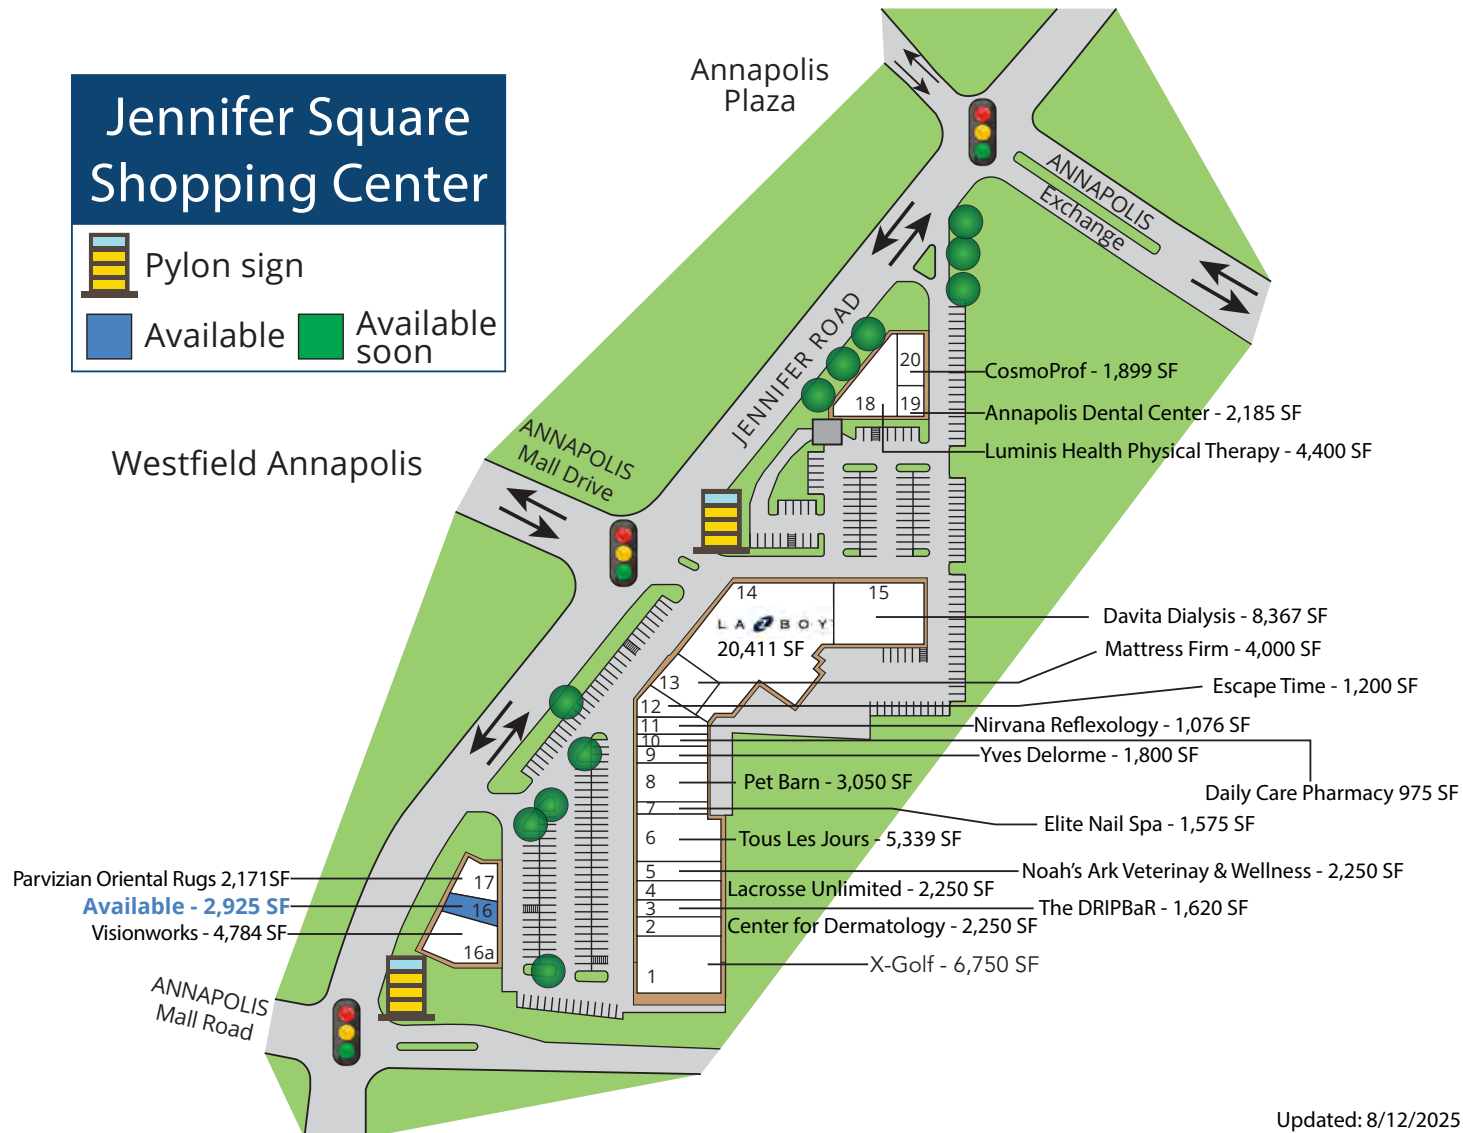 Jennifer Square
Shopping Center
Pylon sign
Available
Available
soon
Annapolis
Plaza
ANNAPOLIS
Exchange
JENNIFER ROAD
Westfield Annapolis
ANNAPOLIS
Mall Drive
20
CosmoProf - 1,899 SF
18
19
Annapolis Dental Center - 2,185 SF
Luminis Health Physical Therapy - 4,400 SF
14
15
LA Z BOY
20,411 SF
Davita Dialysis - 8,367 SF
Mattress Firm - 4,000 SF
13
Escape Time - 1,200 SF
12
11
Nirvana Reflexology - 1,076 SF
10
9
Yves Delorme - 1,800 SF
8
Pet Barn - 3,050 SF
Daily Care Pharmacy 975 SF
7
Elite Nail Spa - 1,575 SF
6
Tous Les Jours - 5,339 SF
5
Noah's Ark Veterinay & Wellness - 2,250 SF
4
Lacrosse Unlimited - 2,250 SF
3
The DRIPBaR - 1,620 SF
2
Center for Dermatology - 2,250 SF
1
X-Golf - 6,750 SF
Parvizian Oriental Rugs 2,171SF
17
Available - 2,925 SF
16
Visionworks - 4,784 SF
16a
ANNAPOLIS
Mall Road
Updated: 8/12/2025